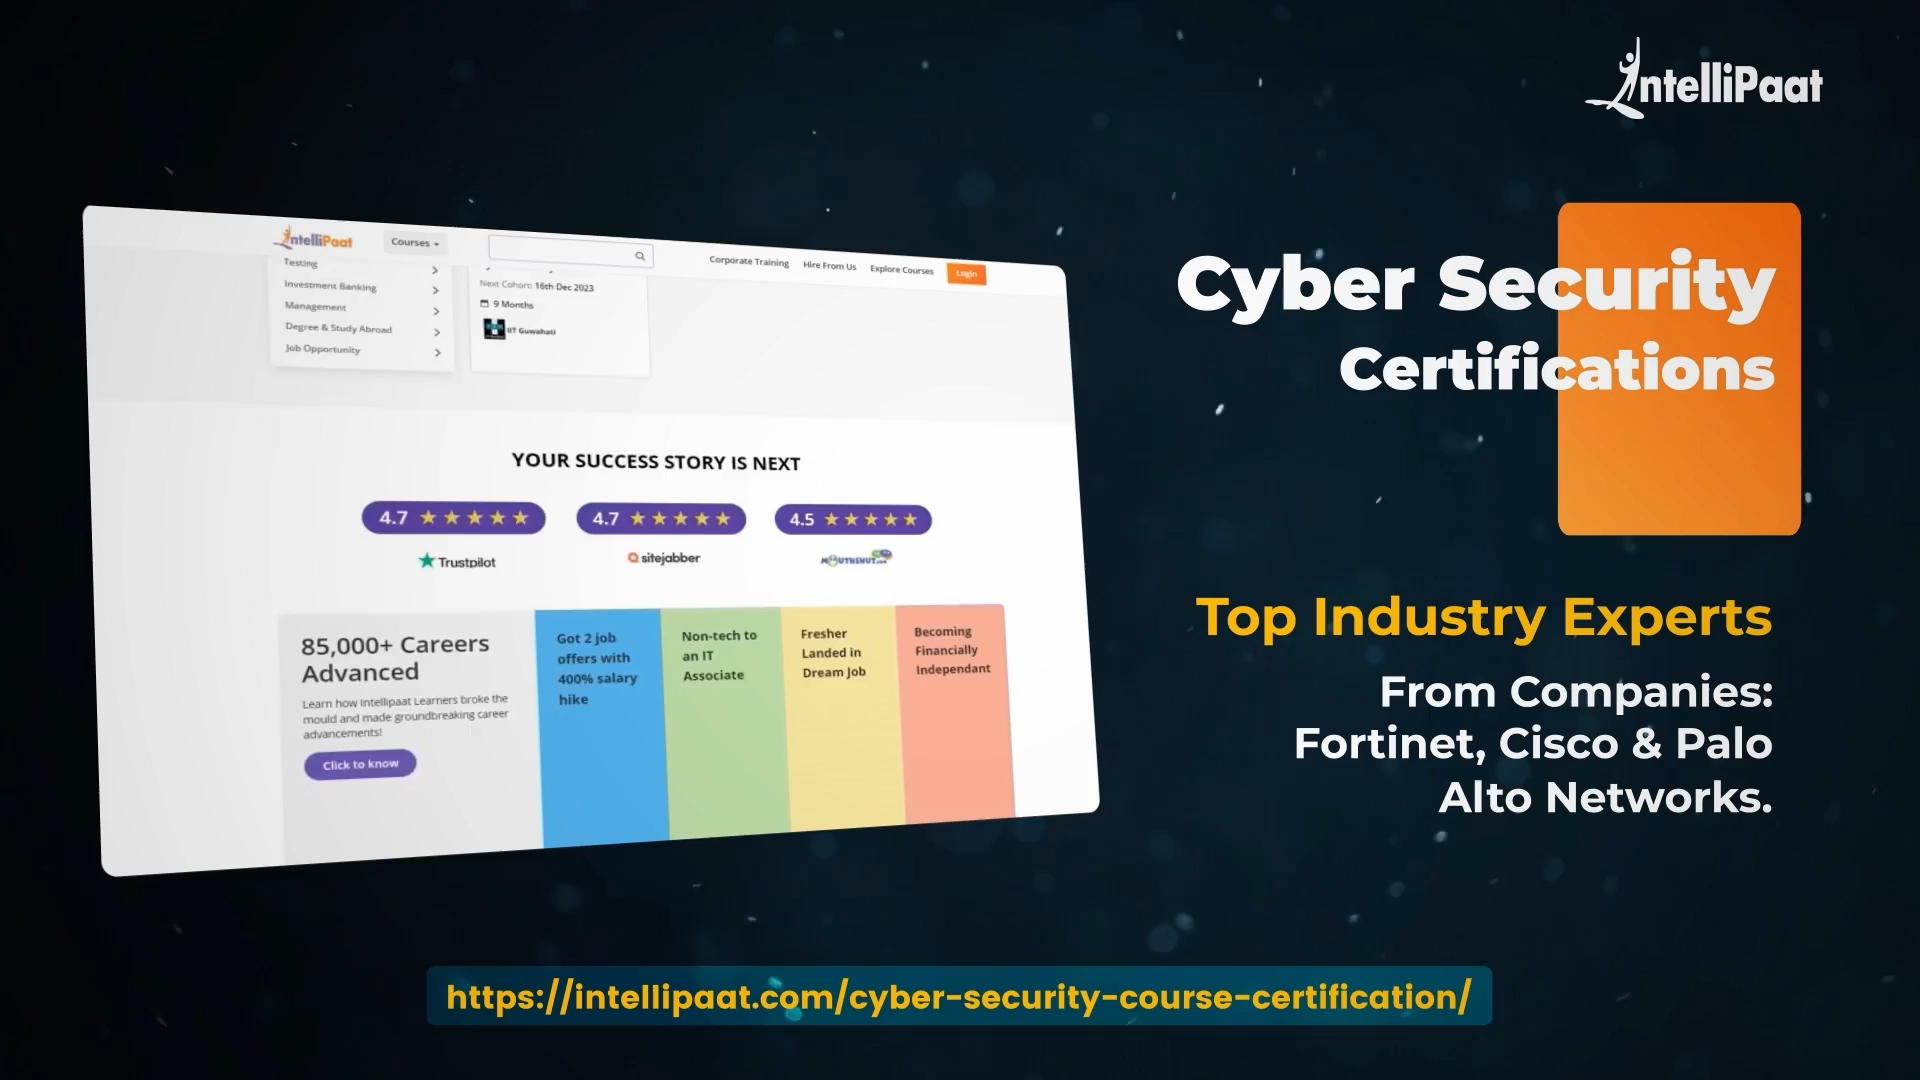 IntelliPaat
Cyber Security
Certifications
Top Industry Experts
From Companies:
Fortinet, Cisco & Palo
Alto Networks.
IntelliPaat
Courses
Corporate Training
Hire From Us
Explore Courses
Login
Testing
Investment Banking
Management
Degree & Study Abroad
Job Opportunity
Next Cohort: 16th Dec 2023
9 Months
IIT Guwahati
YOUR SUCCESS STORY IS NEXT
4.7
4.7
4.5
Trustpilot
sitejabber
MOUTHSHUT.com
85,000+ Careers
Advanced
Learn how Intellipaat Learners broke the
mould and made groundbreaking career
advancements!
Click to know
Got 2 job
offers with
400% salary
hike
Non-tech to
an IT
Associate
Fresher
Landed in
Dream Job
Becoming
Financially
Independant
https://intellipaat.com/cyber-security-course-certification/